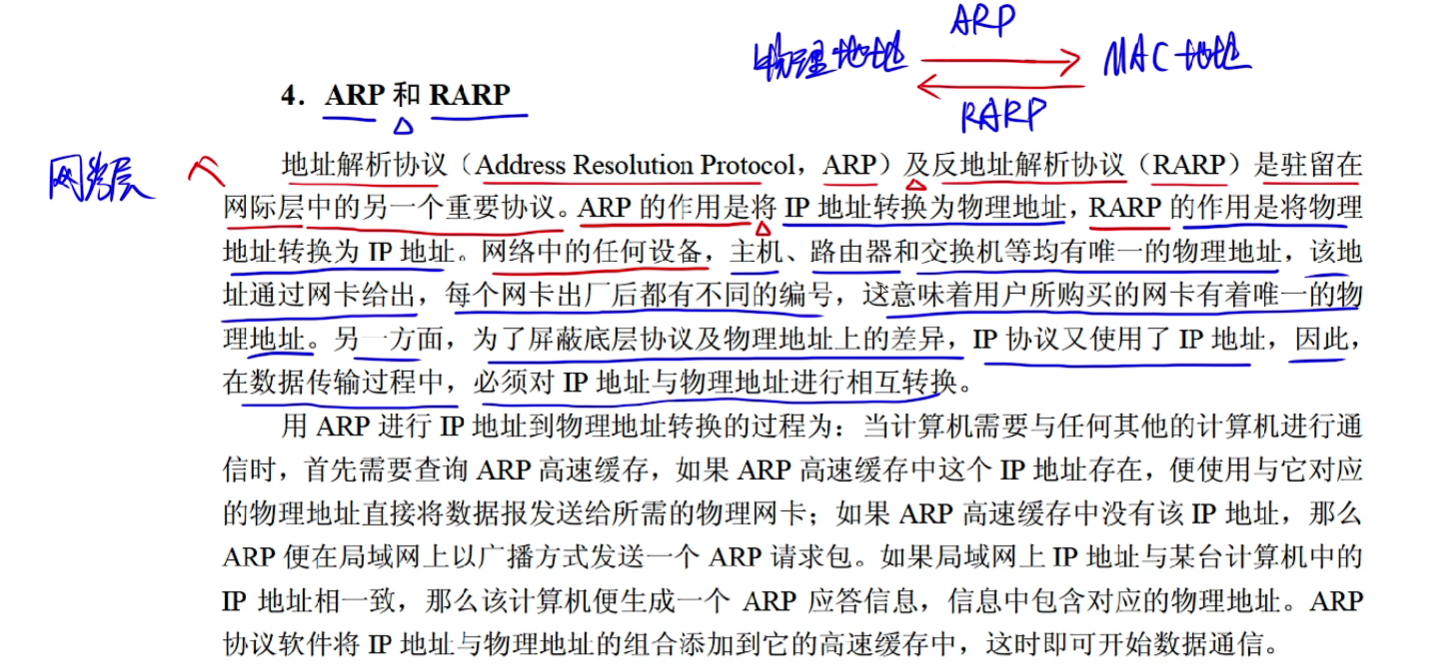 ARP
物理地址 MAC地址
RARP
4．ARP 和 RARP
网络层
地址解析协议（Address Resolution Protocol，ARP）及反地址解析协议（RARP）是驻留在
网际层中的另一个重要协议。ARP 的作用是将 IP 地址转换为物理地址，RARP 的作用是将物理
地址转换为 IP 地址。网络中的任何设备，主机、路由器和交换机等均有唯一的物理地址，该地
址通过网卡给出，每个网卡出厂后都有不同的编号，这意味着用户所购买的网卡有着唯一的物
理地址。另一方面，为了屏蔽底层协议及物理地址上的差异，IP 协议又使用了 IP 地址，因此，
在数据传输过程中，必须对 IP 地址与物理地址进行相互转换。
用 ARP 进行 IP 地址到物理地址转换的过程为：当计算机需要与任何其他的计算机进行通
信时，首先需要查询 ARP 高速缓存，如果 ARP 高速缓存中这个 IP 地址存在，便使用与它对应
的物理地址直接将数据报发送给所需的物理网卡；如果 ARP 高速缓存中没有该 IP 地址，那么
ARP 便在局域网上以广播方式发送一个 ARP 请求包。如果局域网上 IP 地址与某台计算机中的
IP 地址相一致，那么该计算机便生成一个 ARP 应答信息，信息中包含对应的物理地址。ARP
协议软件将 IP 地址与物理地址的组合添加到它的高速缓存中，这时即可开始数据通信。